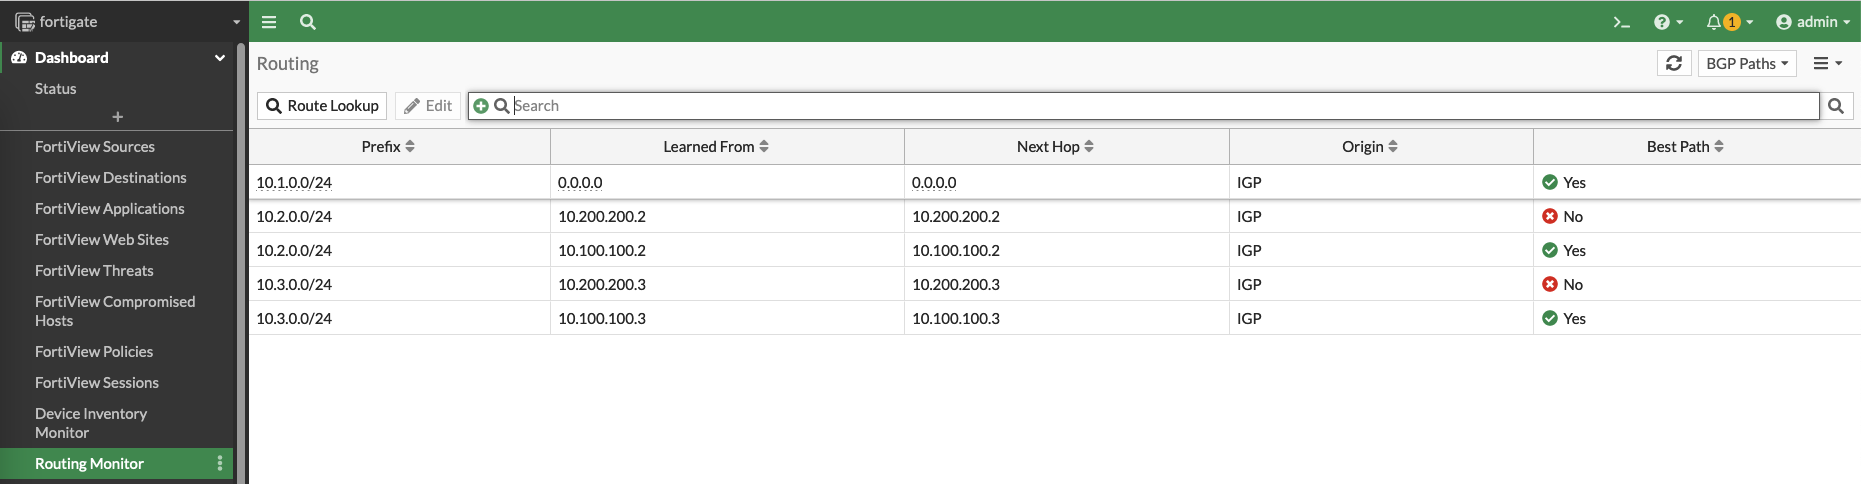 fortigate
1
admin
Dashboard
Routing
BGP Paths
Status
Route Lookup Edit Search
+
Prefix Learned From Next Hop Origin Best Path
FortiView Sources
FortiView Destinations
FortiView Applications
FortiView Web Sites
FortiView Threats
FortiView Compromised
Hosts
FortiView Policies
FortiView Sessions
Device Inventory
Monitor
Routing Monitor
10.1.0.0/24 0.0.0.0 0.0.0.0 IGP Yes
10.2.0.0/24 10.200.200.2 10.200.200.2 IGP No
10.2.0.0/24 10.100.100.2 10.100.100.2 IGP Yes
10.3.0.0/24 10.200.200.3 10.200.200.3 IGP No
10.3.0.0/24 10.100.100.3 10.100.100.3 IGP Yes